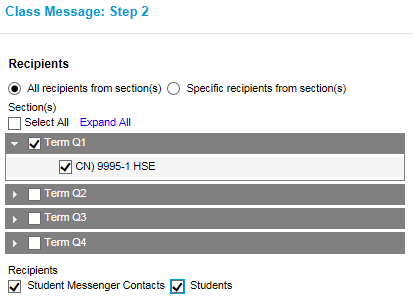 Class Message: Step 2
Recipients
All recipients from section(s) Specific recipients from section(s)
Section(s)
Select All Expand All
Term Q1
CN) 9995-1 HSE
Term Q2
Term Q3
Term Q4
Recipients
Student Messenger Contacts Students